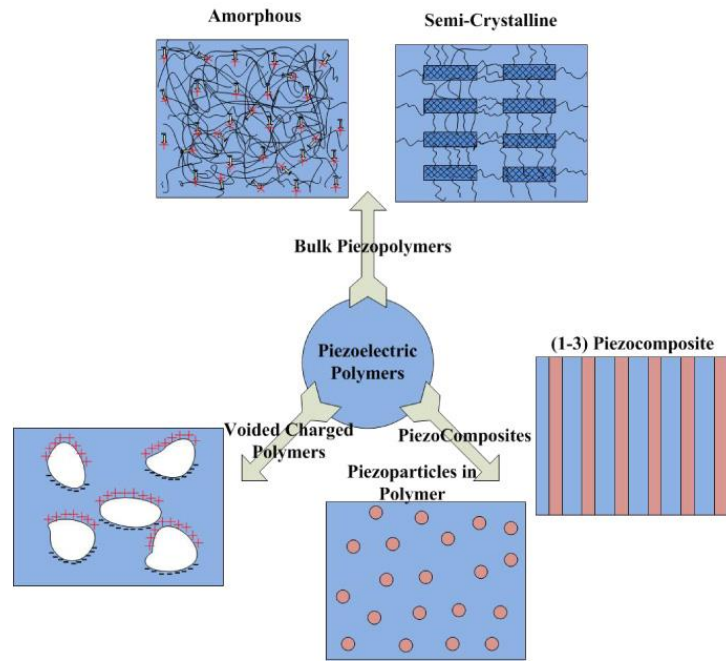 Amorphous
Semi-Crystalline
Bulk Piezopolymers
Piezoelectric
Polymers
(1-3) Piezocomposite
Voided Charged
Polymers
PiezoComposites
Piezoparticles in
Polymer